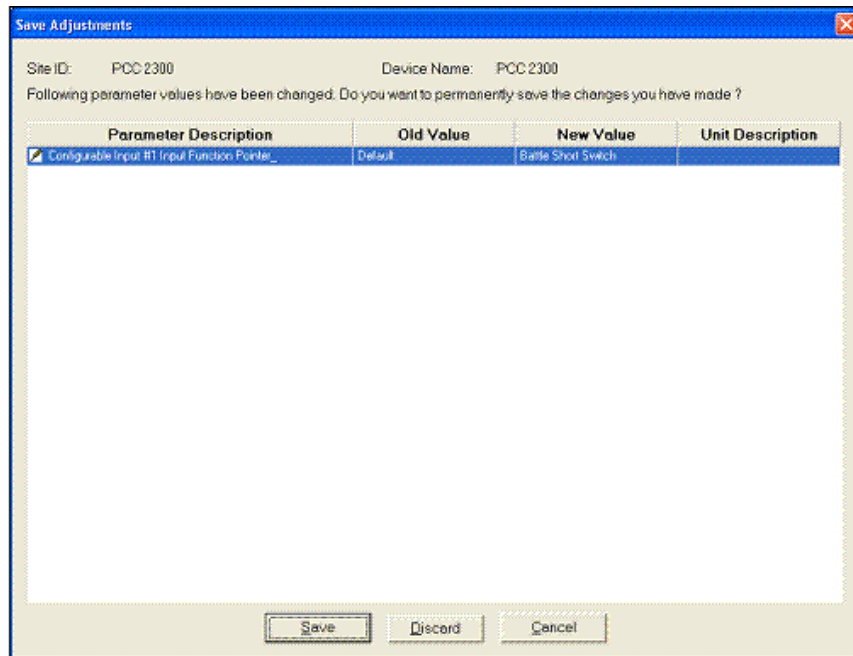 Save Adjustments
Site ID: PCC 2300 Device Name: PCC 2300
Following parameter values have been changed. Do you want to permanently save the changes you have made ?
Parameter Description Old Value New Value Unit Description
Configurable Input #1 Input Function Pointer_ Default Battle Short Switch
Save Discard Cancel